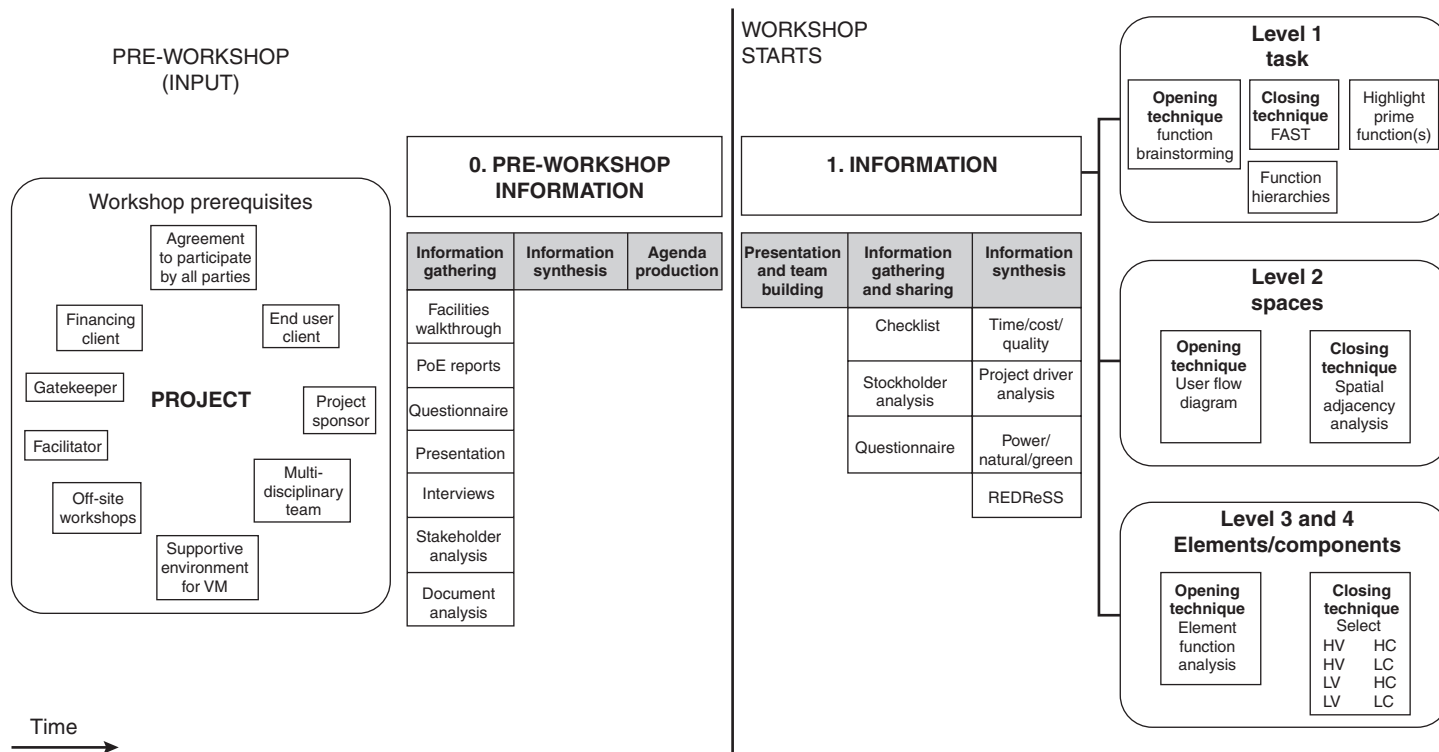 PRE-WORKSHOP
(INPUT)
Workshop prerequisites
Agreement
to participate
by all parties
Financing
client
End user
client
Gatekeeper
PROJECT
Project
sponsor
Facilitator
Multi-
disciplinary
team
Off-site
workshops
Supportive
environment
for VM
Time
0. PRE-WORKSHOP
INFORMATION
Information
gathering
Information
synthesis
Agenda
production
Facilities
walkthrough
PoE reports
Questionnaire
Presentation
Interviews
Stakeholder
analysis
Document
analysis
WORKSHOP
STARTS
1. INFORMATION
Presentation
and team
building
Information
gathering
and sharing
Information
synthesis
Checklist
Time/cost/
quality
Stockholder
analysis
Project driver
analysis
Questionnaire
Power/
natural/green
REDReSS
Level 1
task
Opening
technique
function
brainstorming
Closing
technique
FAST
Highlight
prime
function(s)
Function
hierarchies
Level 2
spaces
Opening
technique
User flow
diagram
Closing
technique
Spatial
adjacency
analysis
Level 3 and 4
Elements/components
Opening
technique
Element
function
analysis
Closing
technique
Select
HV HC
HV LC
LV HC
LV LC